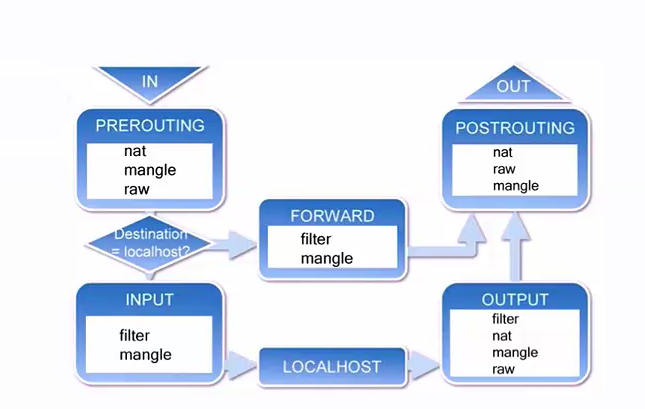 IN
PREROUTING
nat
mangle
raw
Destination
= localhost?
INPUT
filter
mangle
FORWARD
filter
mangle
LOCALHOST
OUT
POSTROUTING
nat
raw
mangle
OUTPUT
filter
nat
mangle
raw